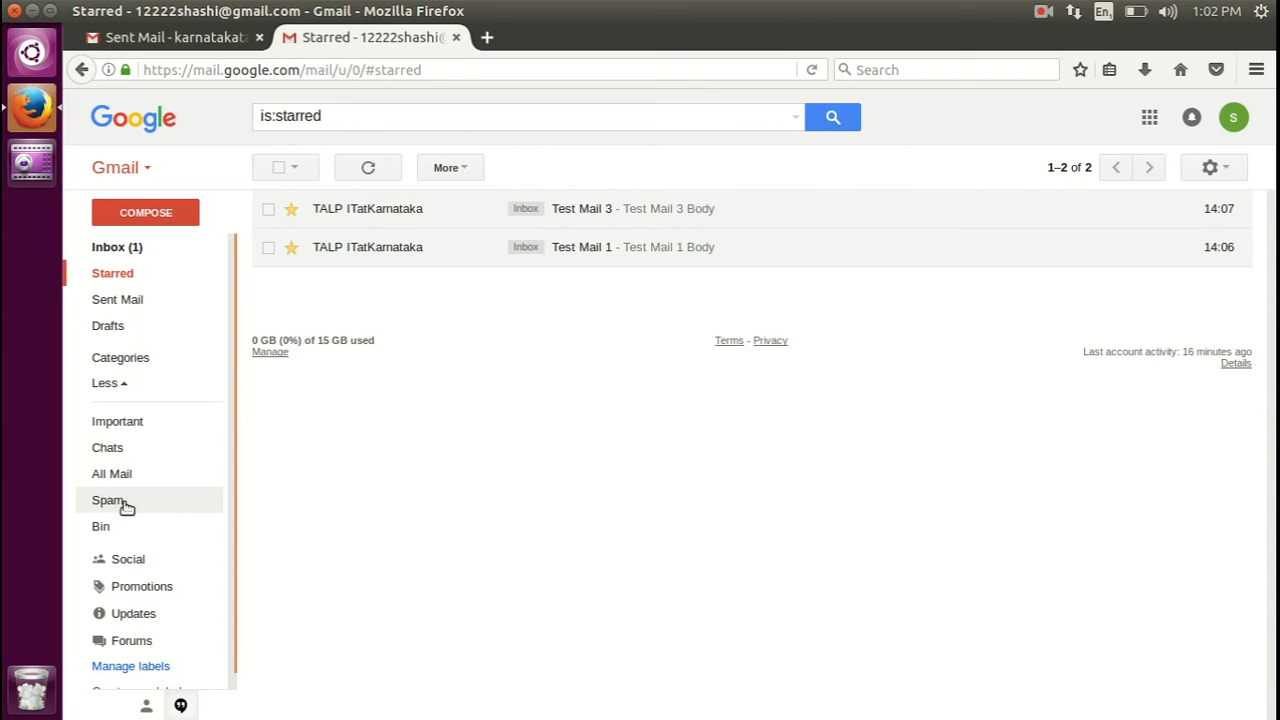 Starred - 12222shashi@gmail.com - Gmail - Mozilla Firefox
En1
1:02 PM
Sent Mail - karnatakat
Starred - 12222shashi@
https://mail.google.com/mail/u/0/#starred
Search
Google
is:starred
S
Gmail
More
1–2 of 2
COMPOSE
TALP ITatKarnataka Inbox Test Mail 3 - Test Mail 3 Body 14:07
TALP ITatKarnataka Inbox Test Mail 1 - Test Mail 1 Body 14:06
Inbox (1)
Starred
Sent Mail
Drafts
Categories
Less
Important
Chats
All Mail
Spam
Bin
Social
Promotions
Updates
Forums
Manage labels
0 GB (0%) of 15 GB used
Manage
Terms - Privacy
Last account activity: 16 minutes ago
Details